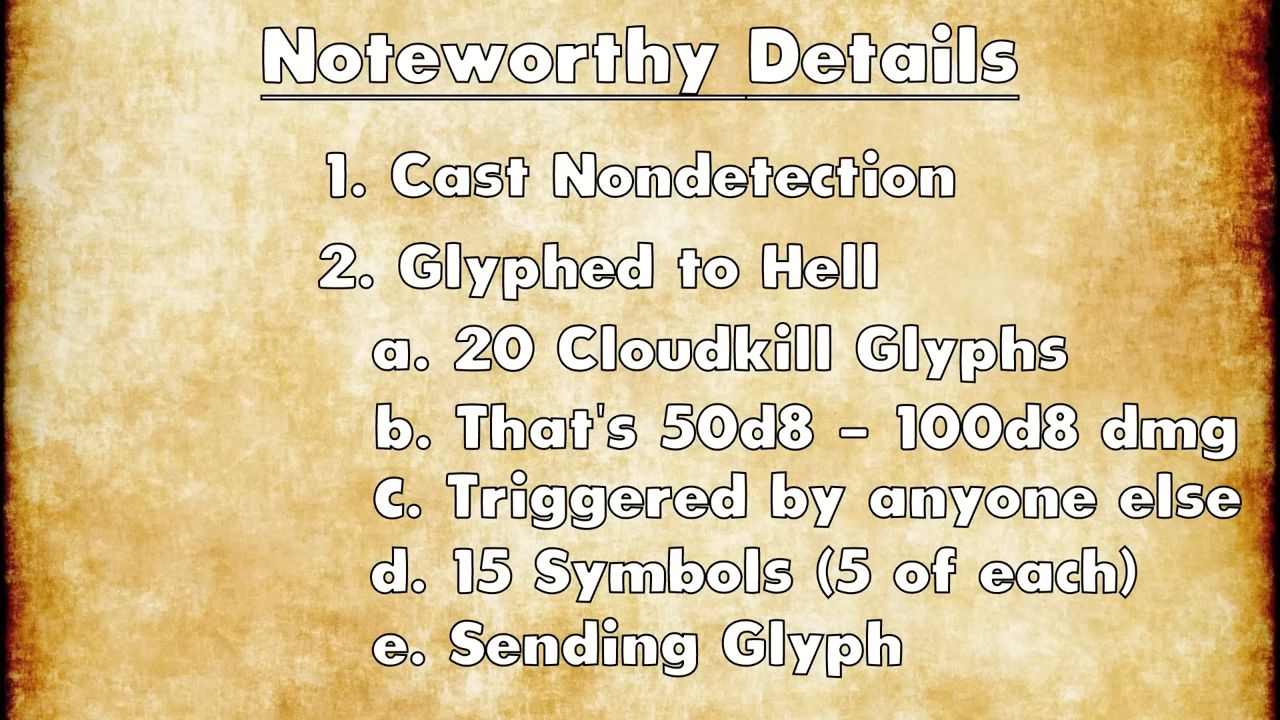 Noteworthy Details
1. Cast Nondetection
2. Glyphed to Hell
a. 20 Cloudkill Glyphs
b. That's 50d8 – 100d8 dmg
c. Triggered by anyone else
d. 15 Symbols (5 of each)
e. Sending Glyph